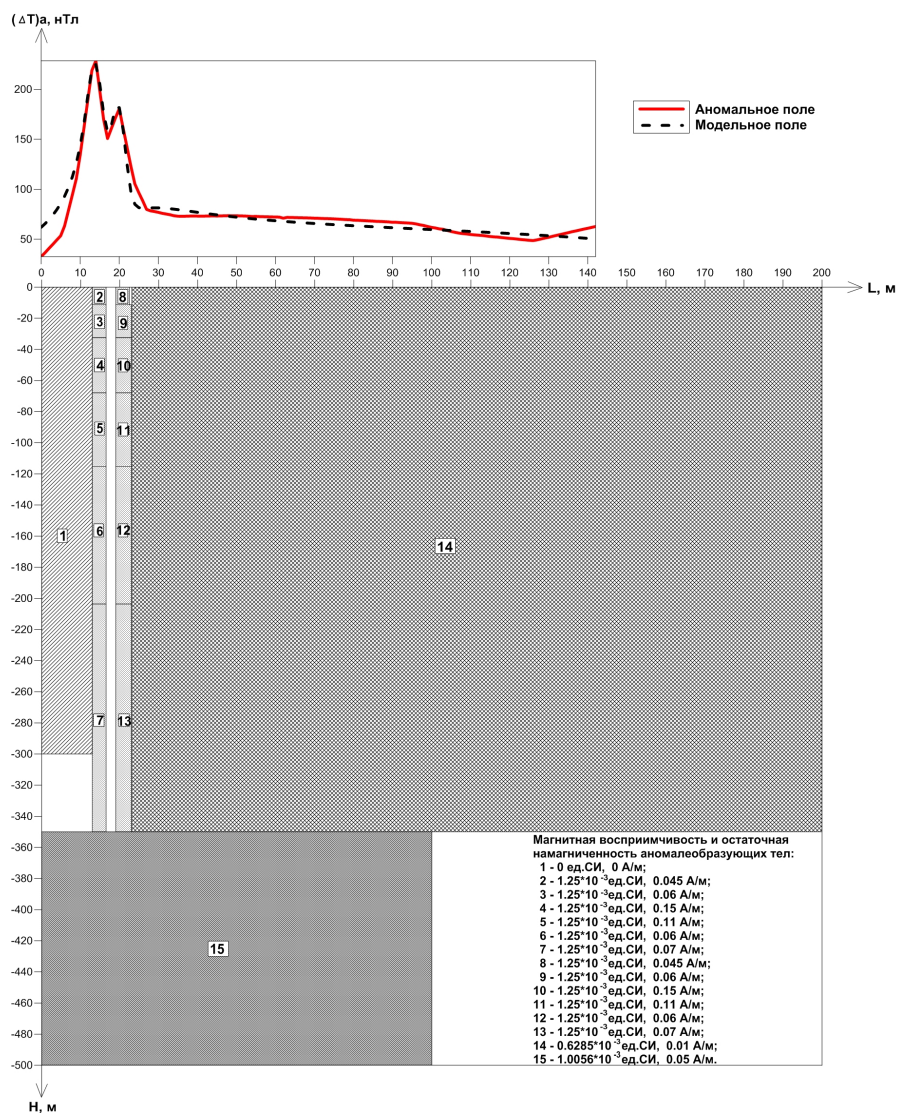 (△T)a, нТл
200
150
100
50
Аномальное поле
Модельное поле
0 10 20 30 40 50 60 70 80 90 100 110 120 130 140 150 160 170 180 190 200
L, м
0
-20
-40
-60
-80
-100
-120
-140
-160
-180
-200
-220
-240
-260
-280
-300
-320
-340
-360
-380
-400
-420
-440
-460
-480
-500
H, м
2 8
3 9
4 10
5 11
6 12
1
14
7 13
15
Магнитная восприимчивость и остаточная
намагниченность аномалеобразующих тел:
1 - 0 ед.СИ, 0 А/м;
2 - 1.25*10⁻³ед.СИ, 0.045 А/м;
3 - 1.25*10⁻³ед.СИ, 0.06 А/м;
4 - 1.25*10⁻³ед.СИ, 0.15 А/м;
5 - 1.25*10⁻³ед.СИ, 0.11 А/м;
6 - 1.25*10⁻³ед.СИ, 0.06 А/м;
7 - 1.25*10⁻³ед.СИ, 0.07 А/м;
8 - 1.25*10⁻³ед.СИ, 0.045 А/м;
9 - 1.25*10⁻³ед.СИ, 0.06 А/м;
10 - 1.25*10⁻³ед.СИ, 0.15 А/м;
11 - 1.25*10⁻³ед.СИ, 0.11 А/м;
12 - 1.25*10⁻³ед.СИ, 0.06 А/м;
13 - 1.25*10⁻³ед.СИ, 0.07 А/м;
14 - 0.6285*10⁻³ед.СИ, 0.01 А/м;
15 - 1.0056*10⁻³ед.СИ, 0.05 А/м.